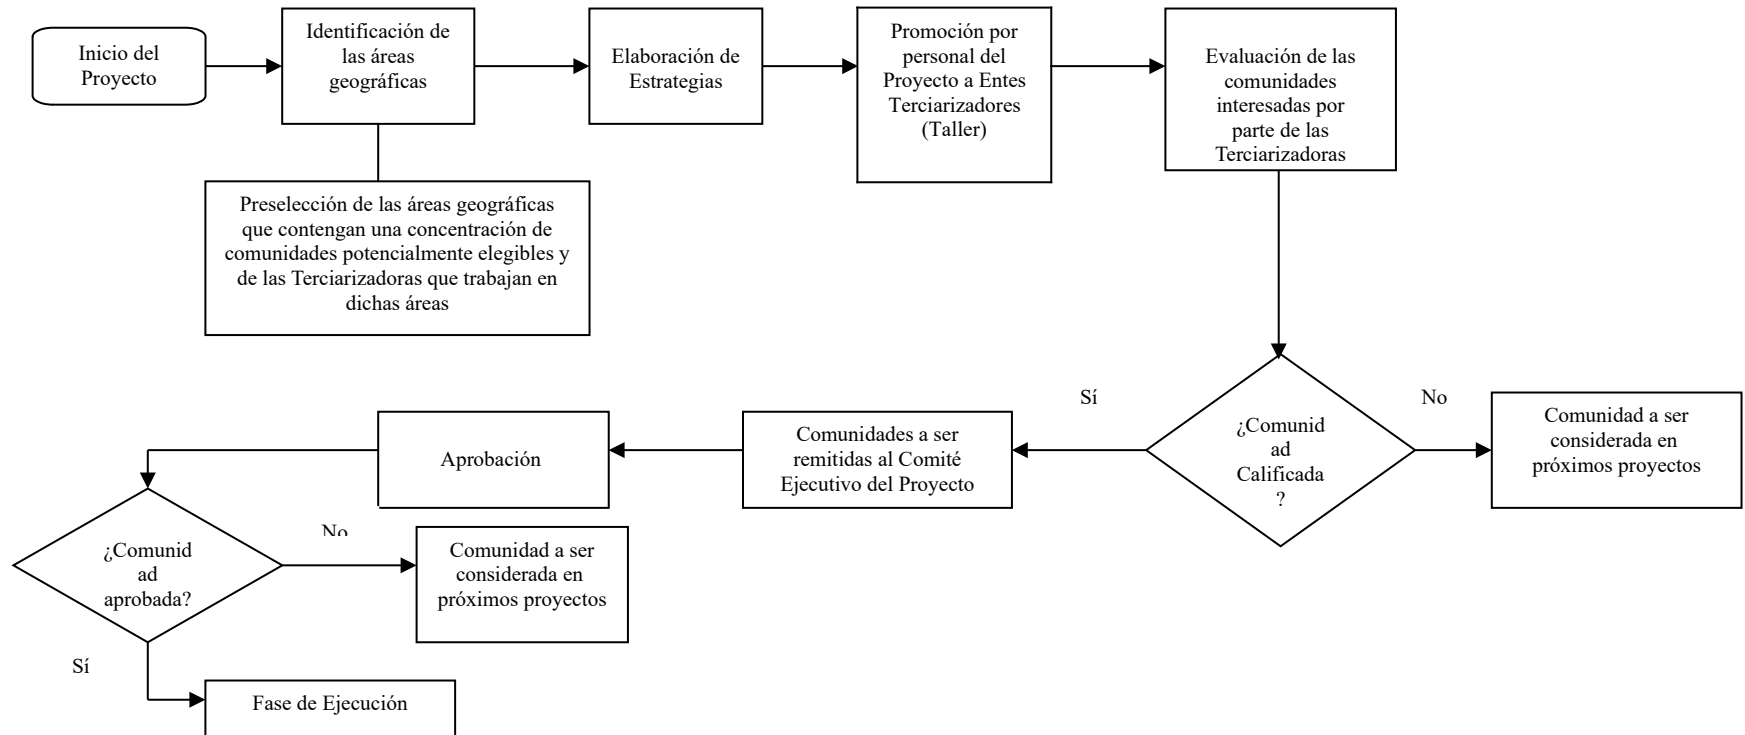 Inicio del
Proyecto
Identificación de
las áreas
geográficas
Elaboración de
Estrategias
Promoción por
personal del
Proyecto a Entes
Terciarizadores
(Taller)
Evaluación de las
comunidades
interesadas por
parte de las
Terciarizadoras
Preselección de las áreas geográficas
que contengan una concentración de
comunidades potencialmente elegibles y
de las Terciarizadoras que trabajan en
dichas áreas
¿Comunid
ad
Calificada
?
Sí
No
Comunidad a ser
considerada en
próximos proyectos
Comunidades a ser
remitidas al Comité
Ejecutivo del Proyecto
Aprobación
¿Comunid
ad
aprobada?
No
Comunidad a ser
considerada en
próximos proyectos
Sí
Fase de Ejecución